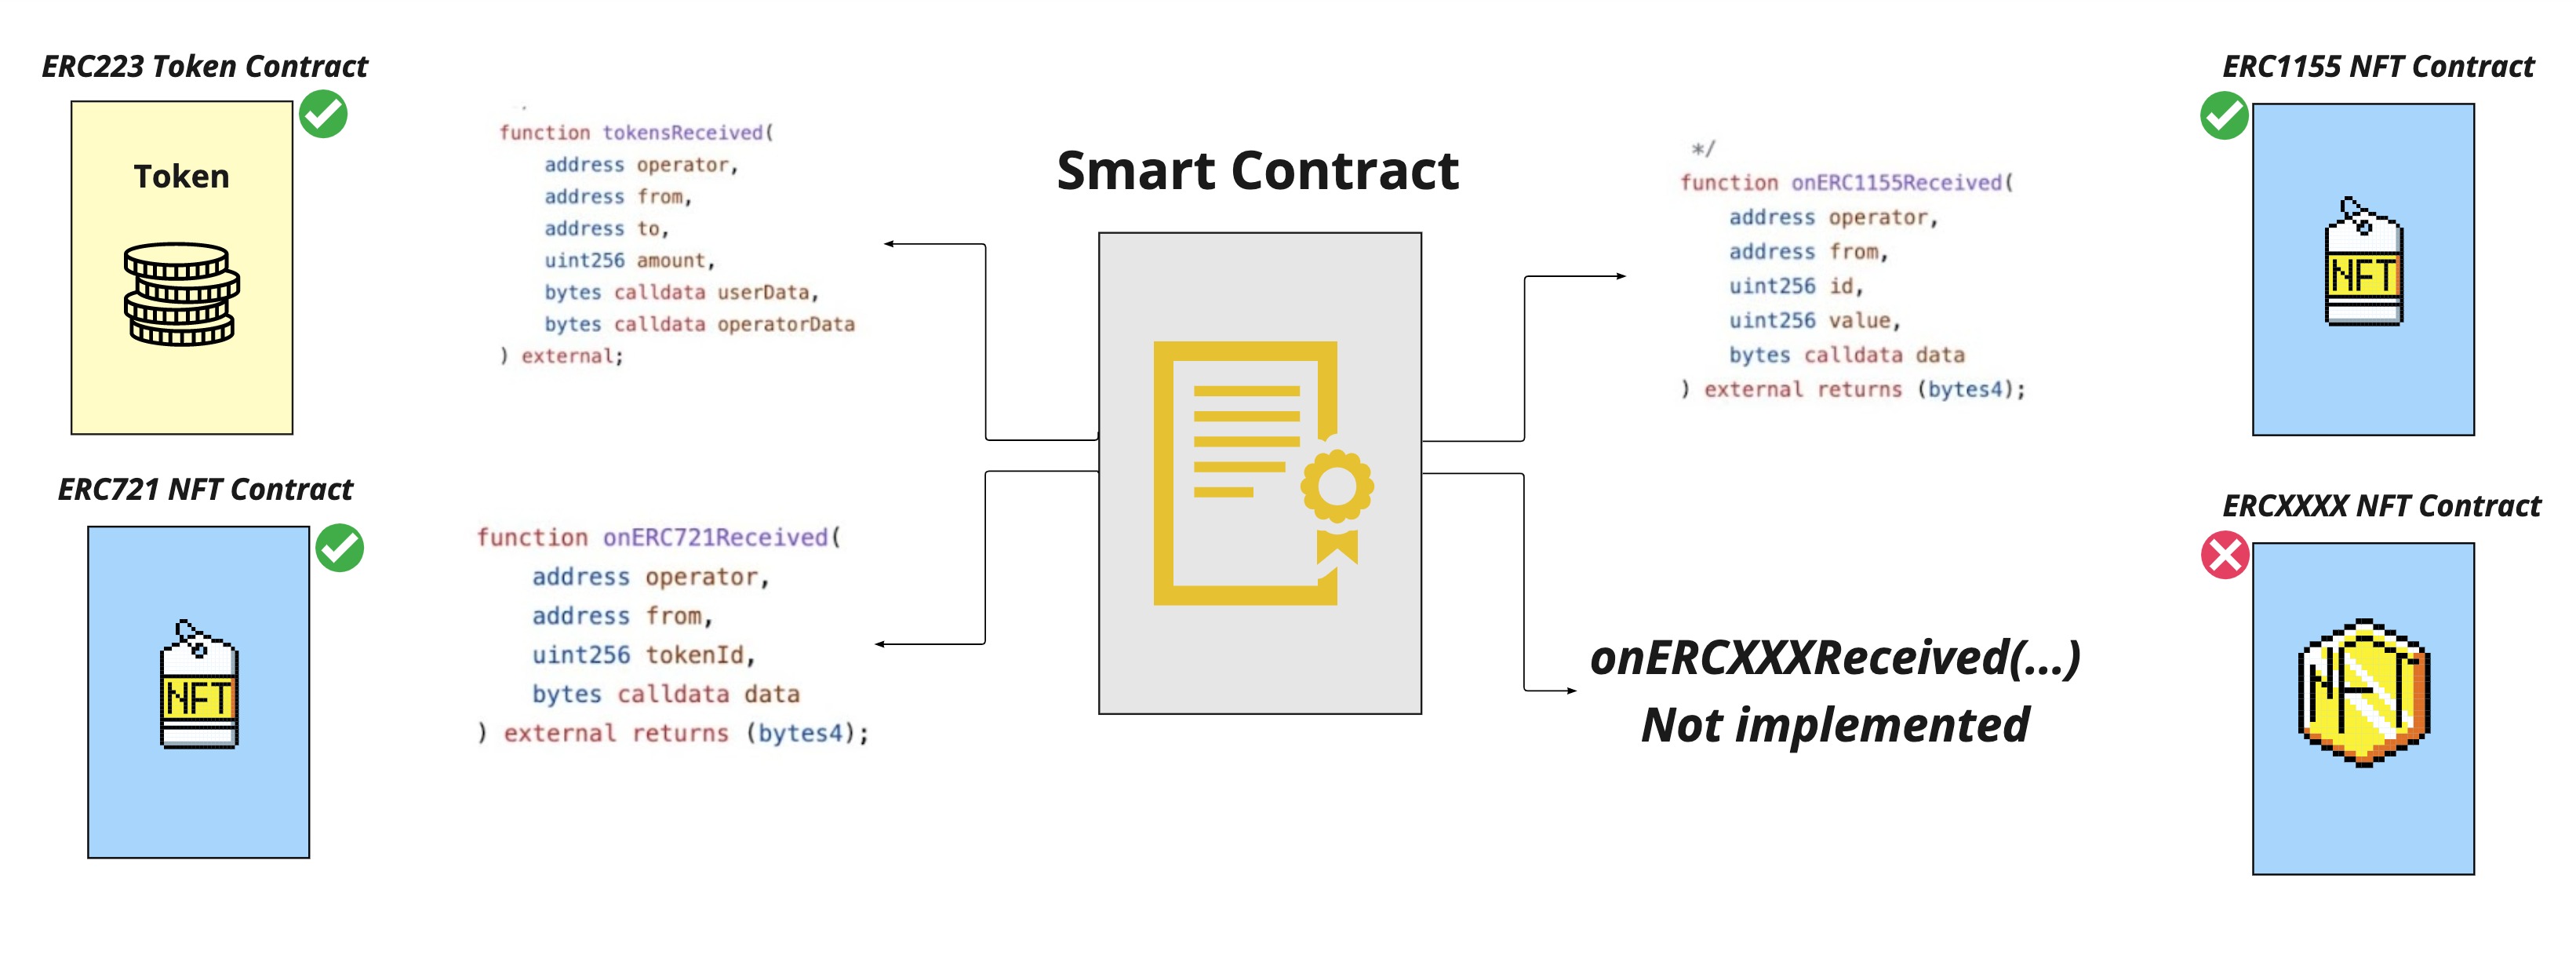 ERC223 Token Contract
Token
function tokensReceived(
address operator,
address from,
address to,
uint256 amount,
bytes calldata userData,
bytes calldata operatorData
) external;
ERC721 NFT Contract
NFT
function onERC721Received(
address operator,
address from,
uint256 tokenId,
bytes calldata data
) external returns (bytes4);
Smart Contract
*/
function onERC1155Received(
address operator,
address from,
uint256 id,
uint256 value,
bytes calldata data
) external returns (bytes4);
ERC1155 NFT Contract
NFT
onERCXXXReceived(...)
Not implemented
ERCXXXX NFT Contract
NFT